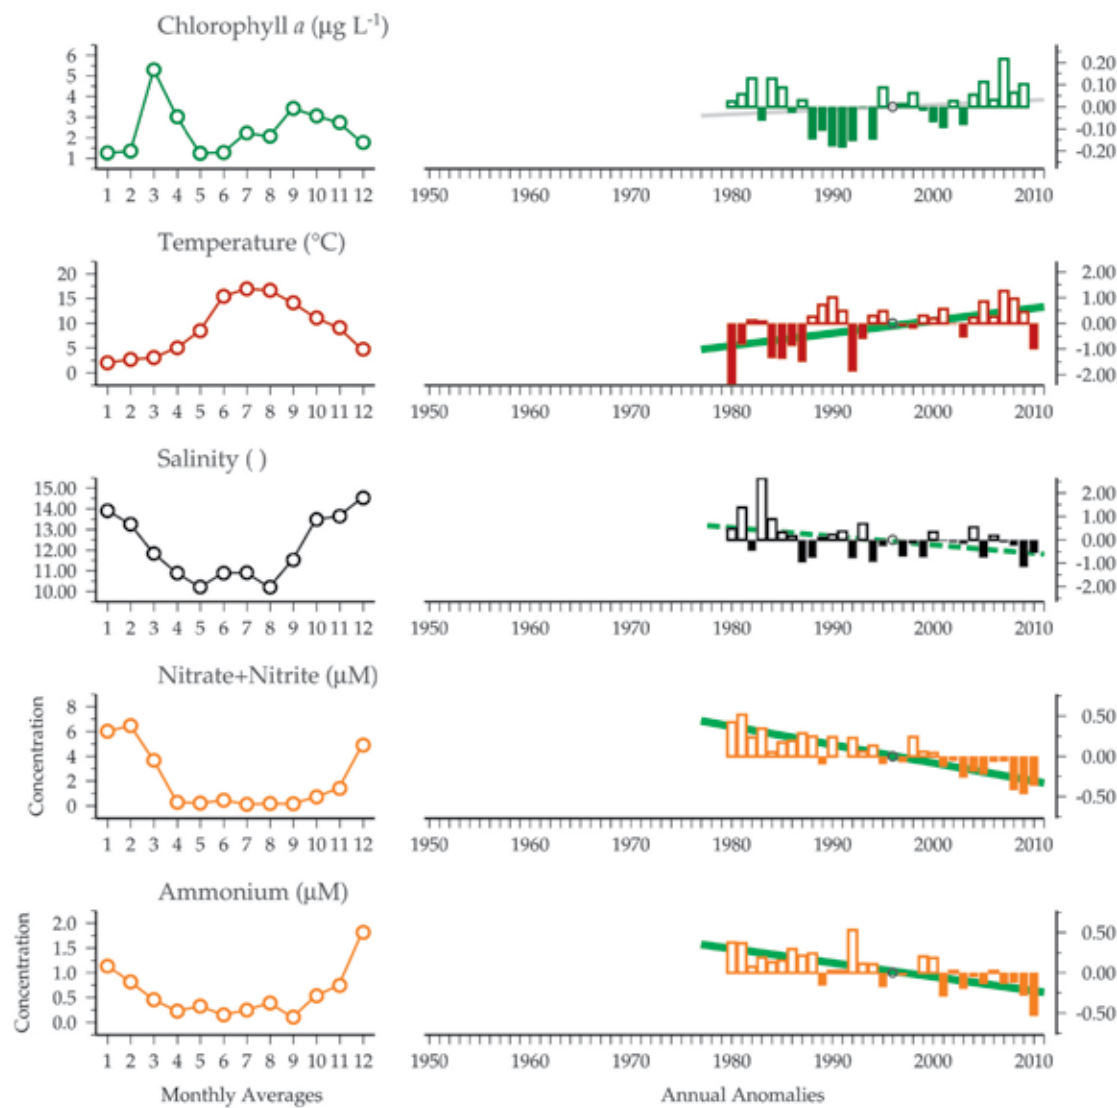 Chlorophyll a (µg L-1)
6
5
4
3
2
1
0.20
0.10
0.00
-0.10
-0.20
1 2 3 4 5 6 7 8 9 10 11 12
1950 1960 1970 1980 1990 2000 2010
Temperature (°C)
20
15
10
5
0
2.00
1.00
0.00
-1.00
-2.00
1 2 3 4 5 6 7 8 9 10 11 12
1950 1960 1970 1980 1990 2000 2010
Salinity ( )
15.00
14.00
13.00
12.00
11.00
10.00
2.00
1.00
0.00
-1.00
-2.00
1 2 3 4 5 6 7 8 9 10 11 12
1950 1960 1970 1980 1990 2000 2010
Nitrate+Nitrite (µM)
Concentration
8
6
4
2
0
0.50
0.00
-0.50
1 2 3 4 5 6 7 8 9 10 11 12
1950 1960 1970 1980 1990 2000 2010
Ammonium (µM)
Concentration
2.0
1.5
1.0
0.5
0.0
0.50
0.00
-0.50
1 2 3 4 5 6 7 8 9 10 11 12
1950 1960 1970 1980 1990 2000 2010
Monthly Averages
Annual Anomalies